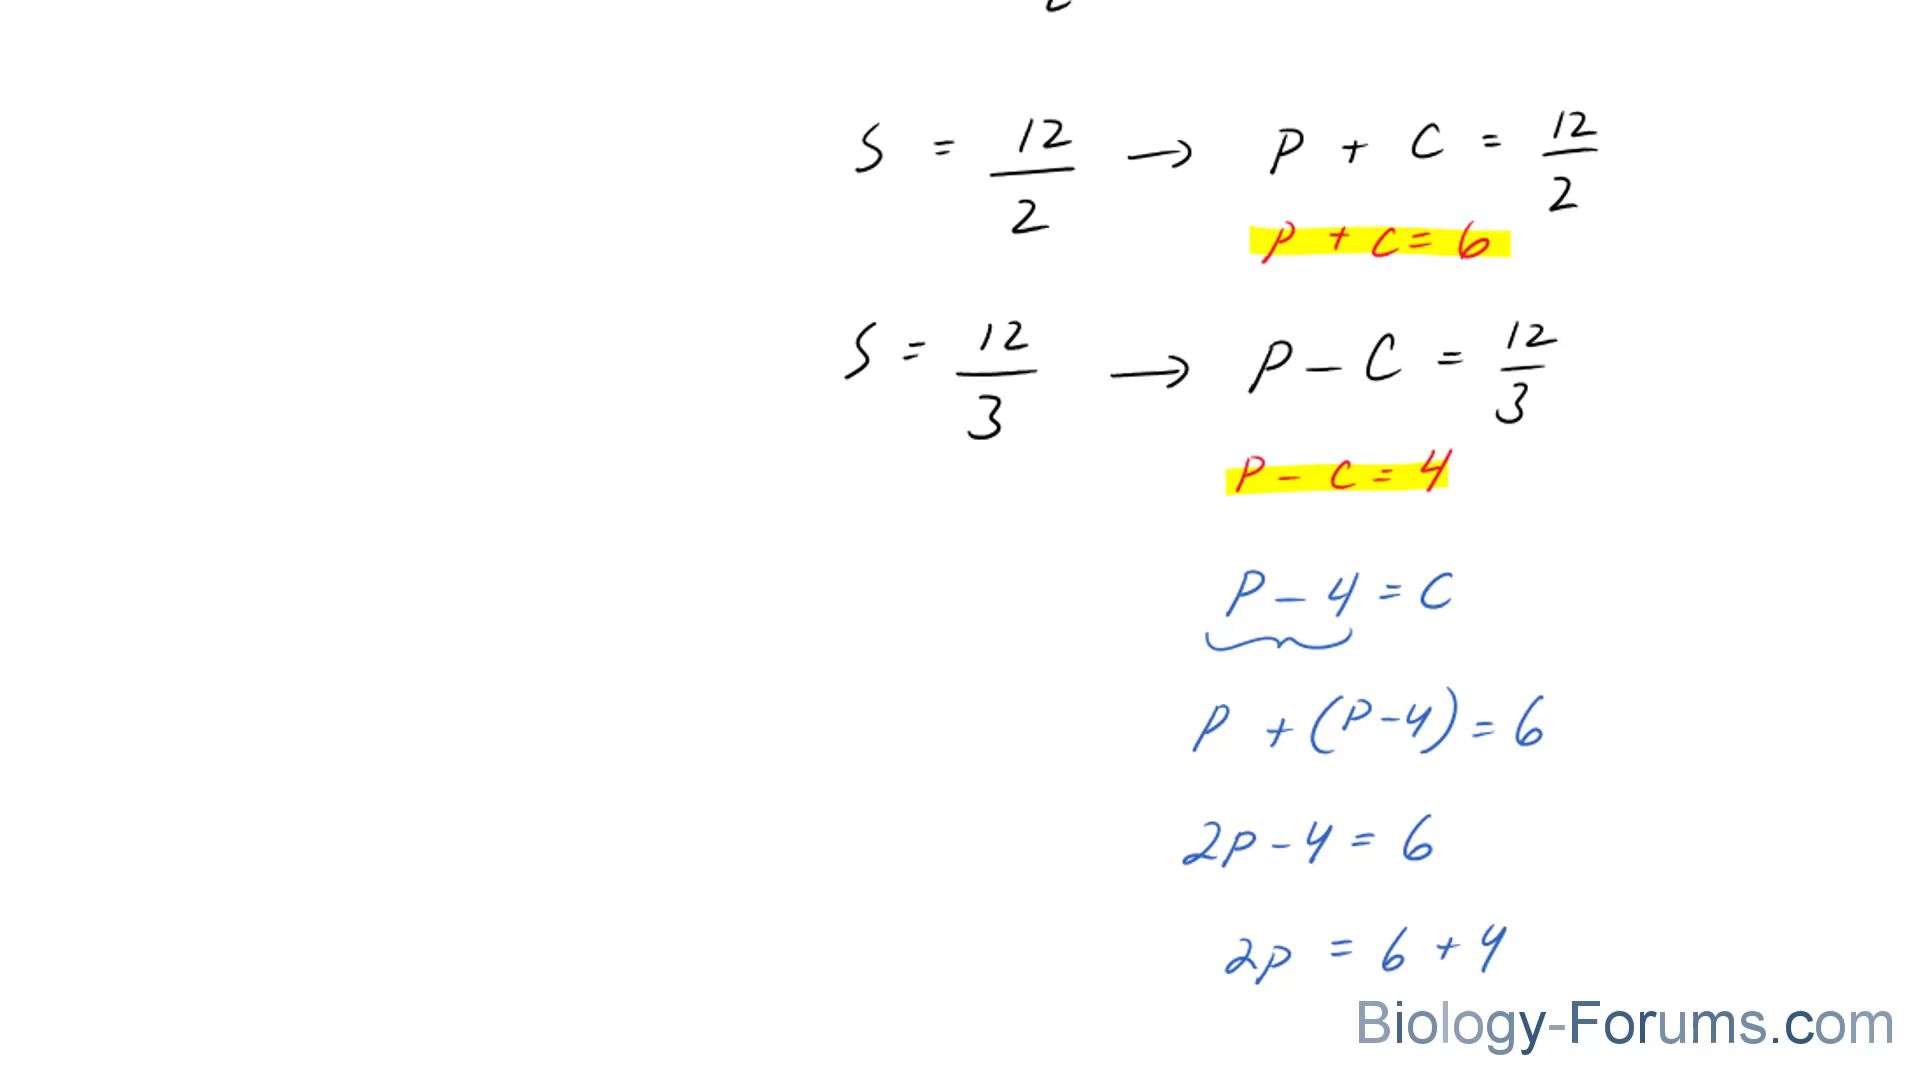 S = 12/2 → P + C = 12/2
P + C = 6
S = 12/3 → P - C = 12/3
P - C = 4
P - 4 = C
P + (P - 4) = 6
2P - 4 = 6
2P = 6 + 4
Biology-Forums.com